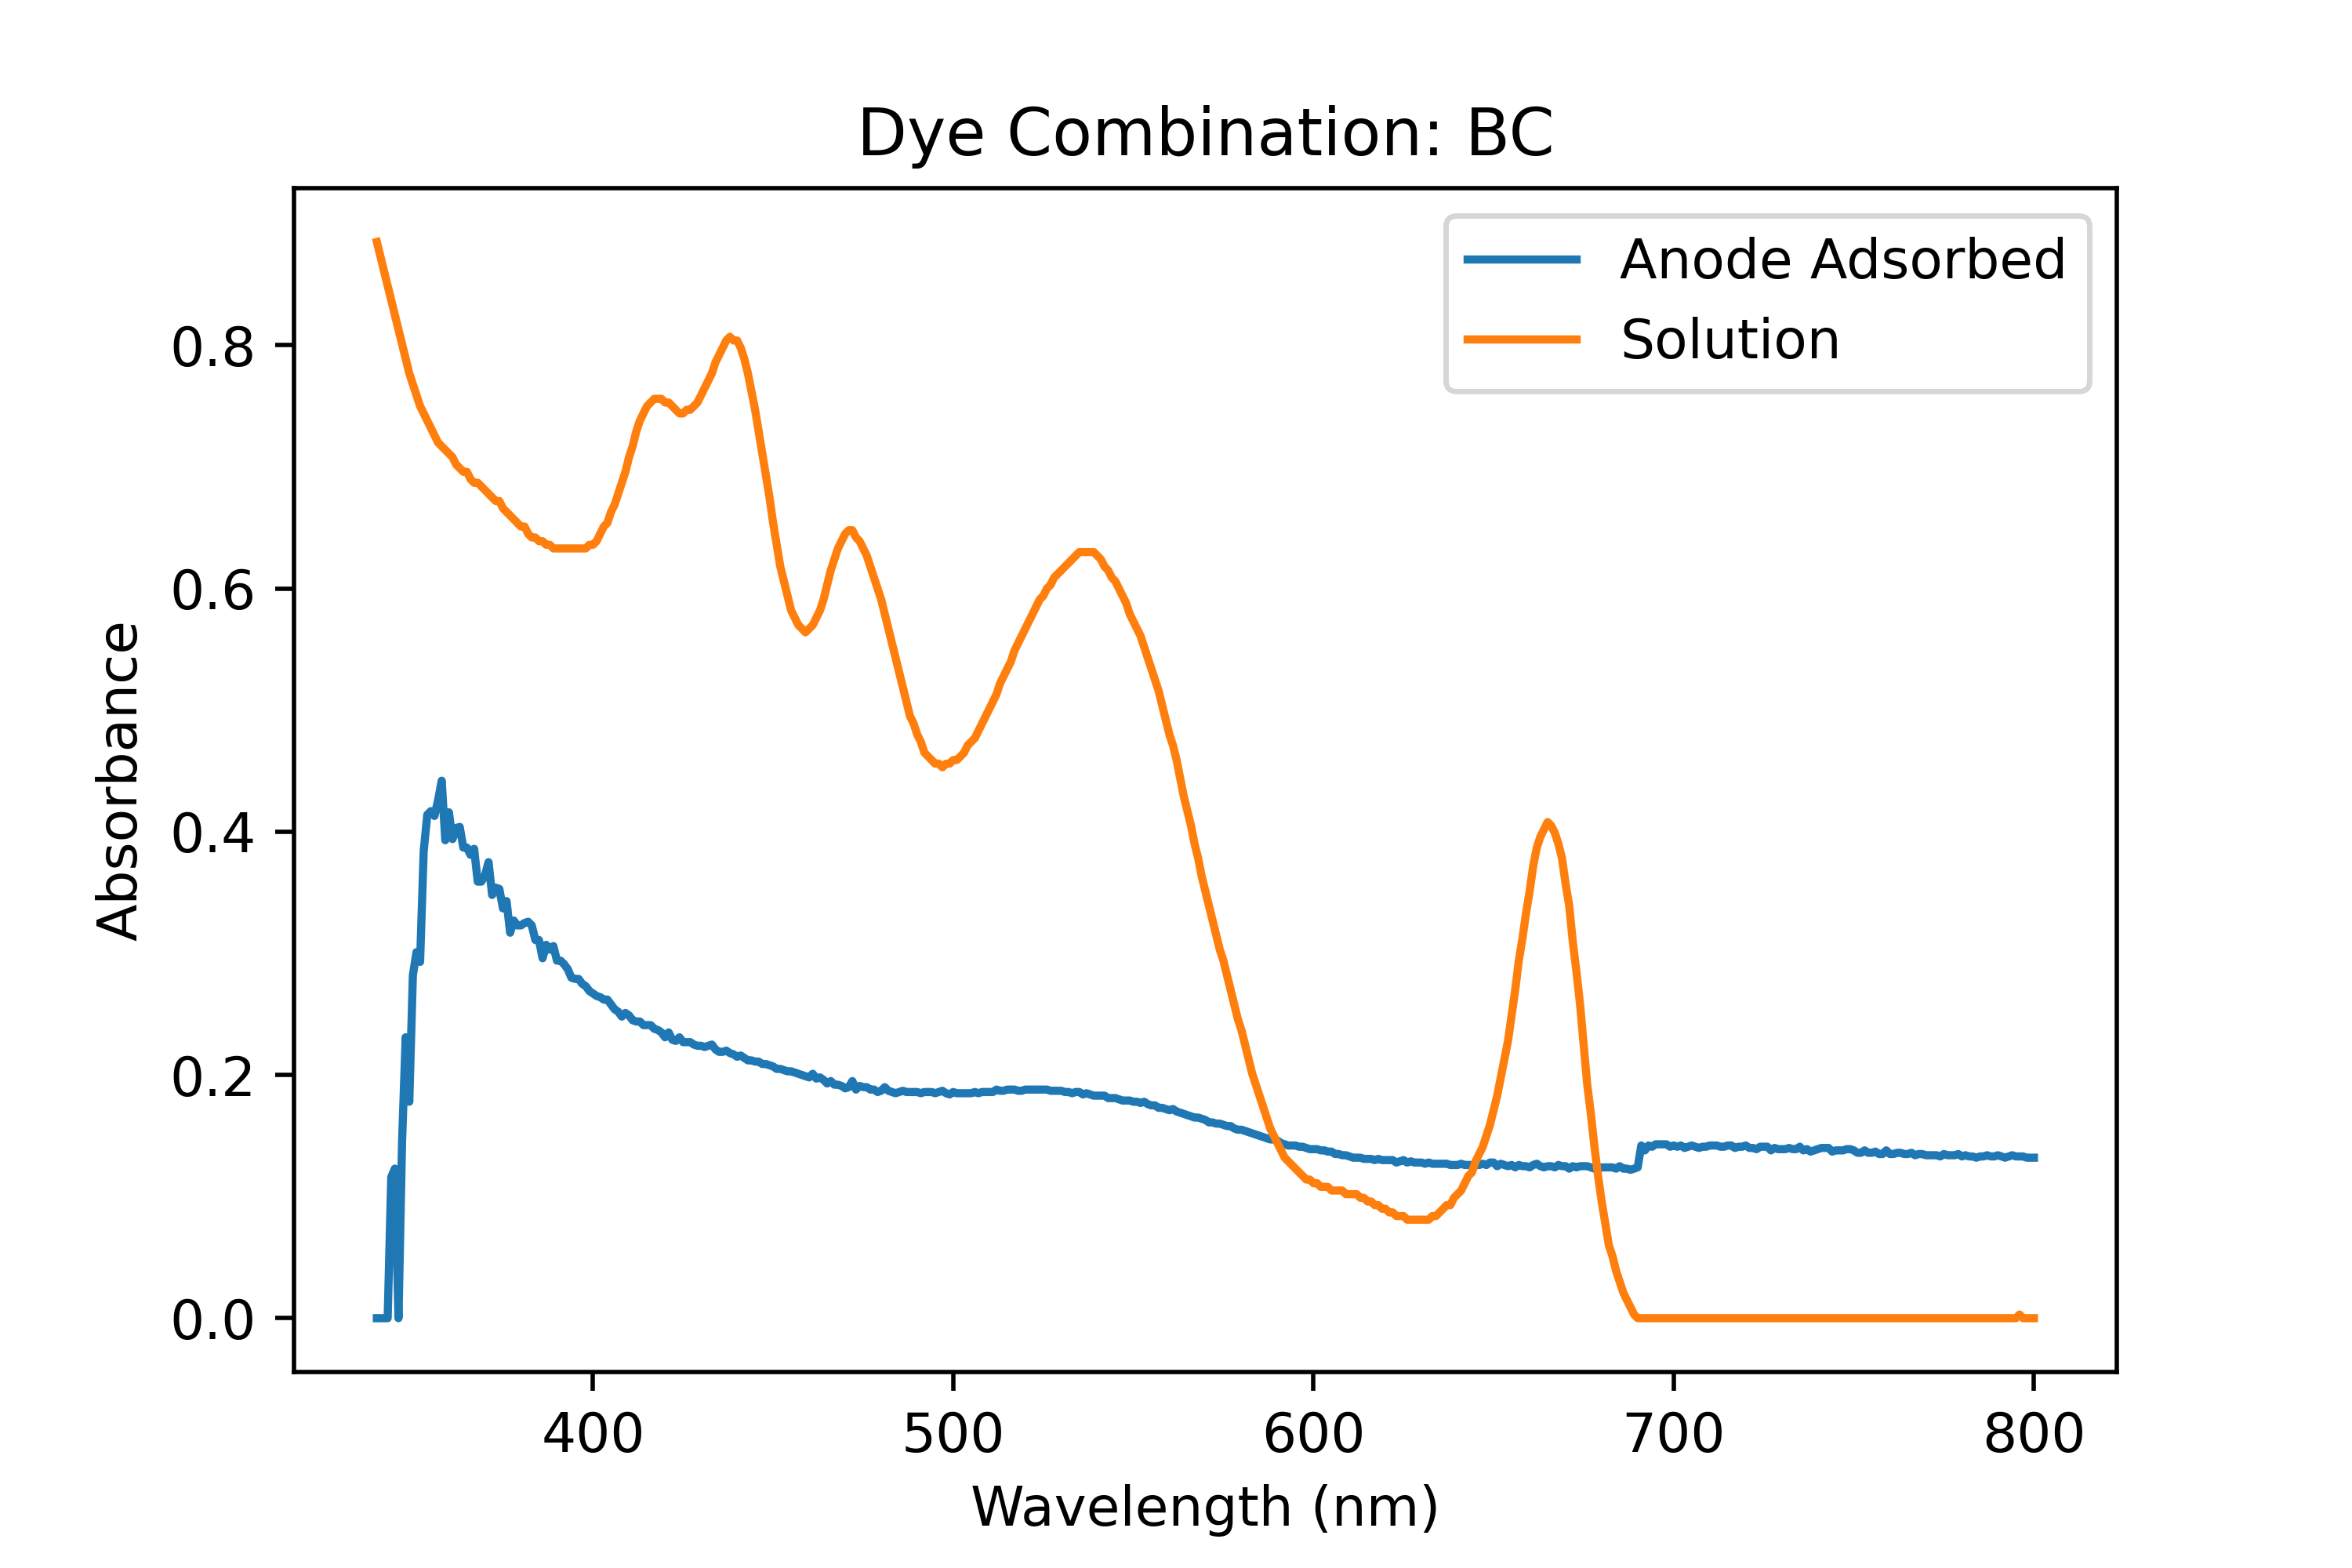 Dye Combination: BC
Anode Adsorbed
Solution
0.8
0.6
0.4
0.2
0.0
Absorbance
400 500 600 700 800
Wavelength (nm)